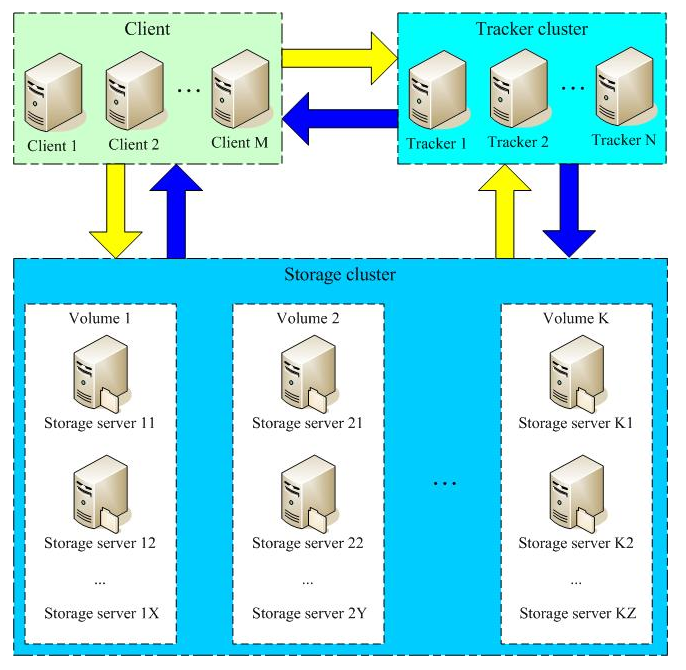 Client
Tracker cluster
...
...
Client 1
Client 2
Client M
Tracker 1
Tracker 2
Tracker N
Storage cluster
Volume 1
Volume 2
Volume K
Storage server 11
Storage server 21
Storage server K1
...
Storage server 12
Storage server 22
Storage server K2
...
...
...
Storage server 1X
Storage server 2Y
Storage server KZ